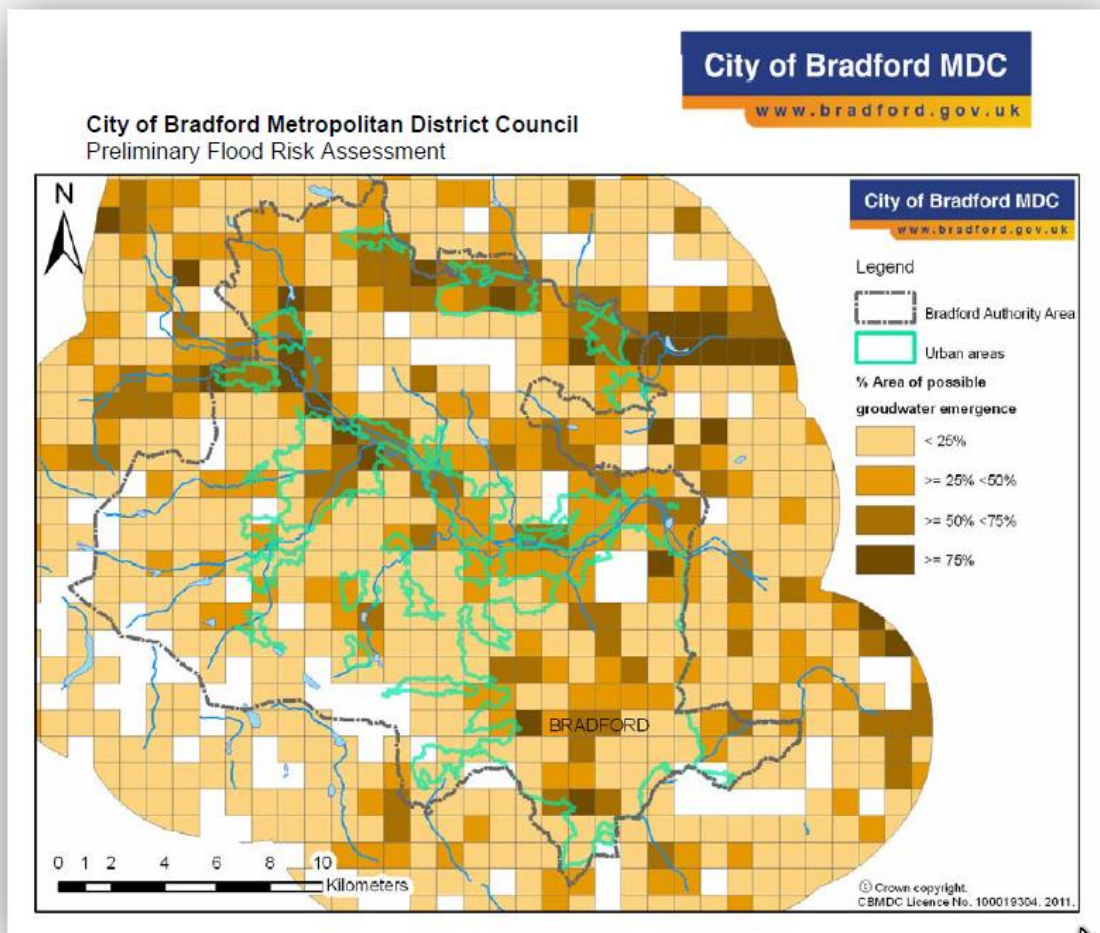 City of Bradford MDC
www.bradford.gov.uk
City of Bradford Metropolitan District Council
Preliminary Flood Risk Assessment
N
City of Bradford MDC
www.bradford.gov.uk
Legend
Bradford Authority Area
Urban areas
% Area of possible
groudwater emergence
< 25%
>= 25% <50%
>= 50% <75%
>= 75%
BRADFORD
0 1 2 4 6 8 10
Kilometers
© Crown copyright.
CBMDC Licence No. 100019304. 2011.